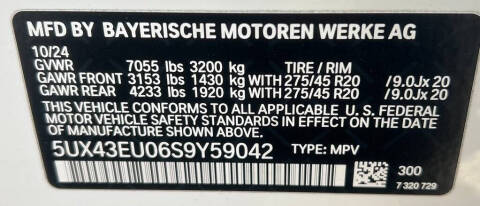 MFD BY BAYERISCHE MOTOREN WERKE AG
10/24
GVWR 7055 lbs 3200 kg TIRE / RIM
GAWR FRONT 3153 lbs 1430 kg WITH 275/45 R20 /9.0Jx 20
GAWR REAR 4233 lbs 1920 kg WITH 275/45 R20 /9.0Jx 20
THIS VEHICLE CONFORMS TO ALL APPLICABLE U.S. FEDERAL
MOTOR VEHICLE SAFETY STANDARDS IN EFFECT ON THE
DATE OF MANUFACTURE SHOWN ABOVE.
5UX43EU06S9Y59042 TYPE: MPV
300
7 320 729